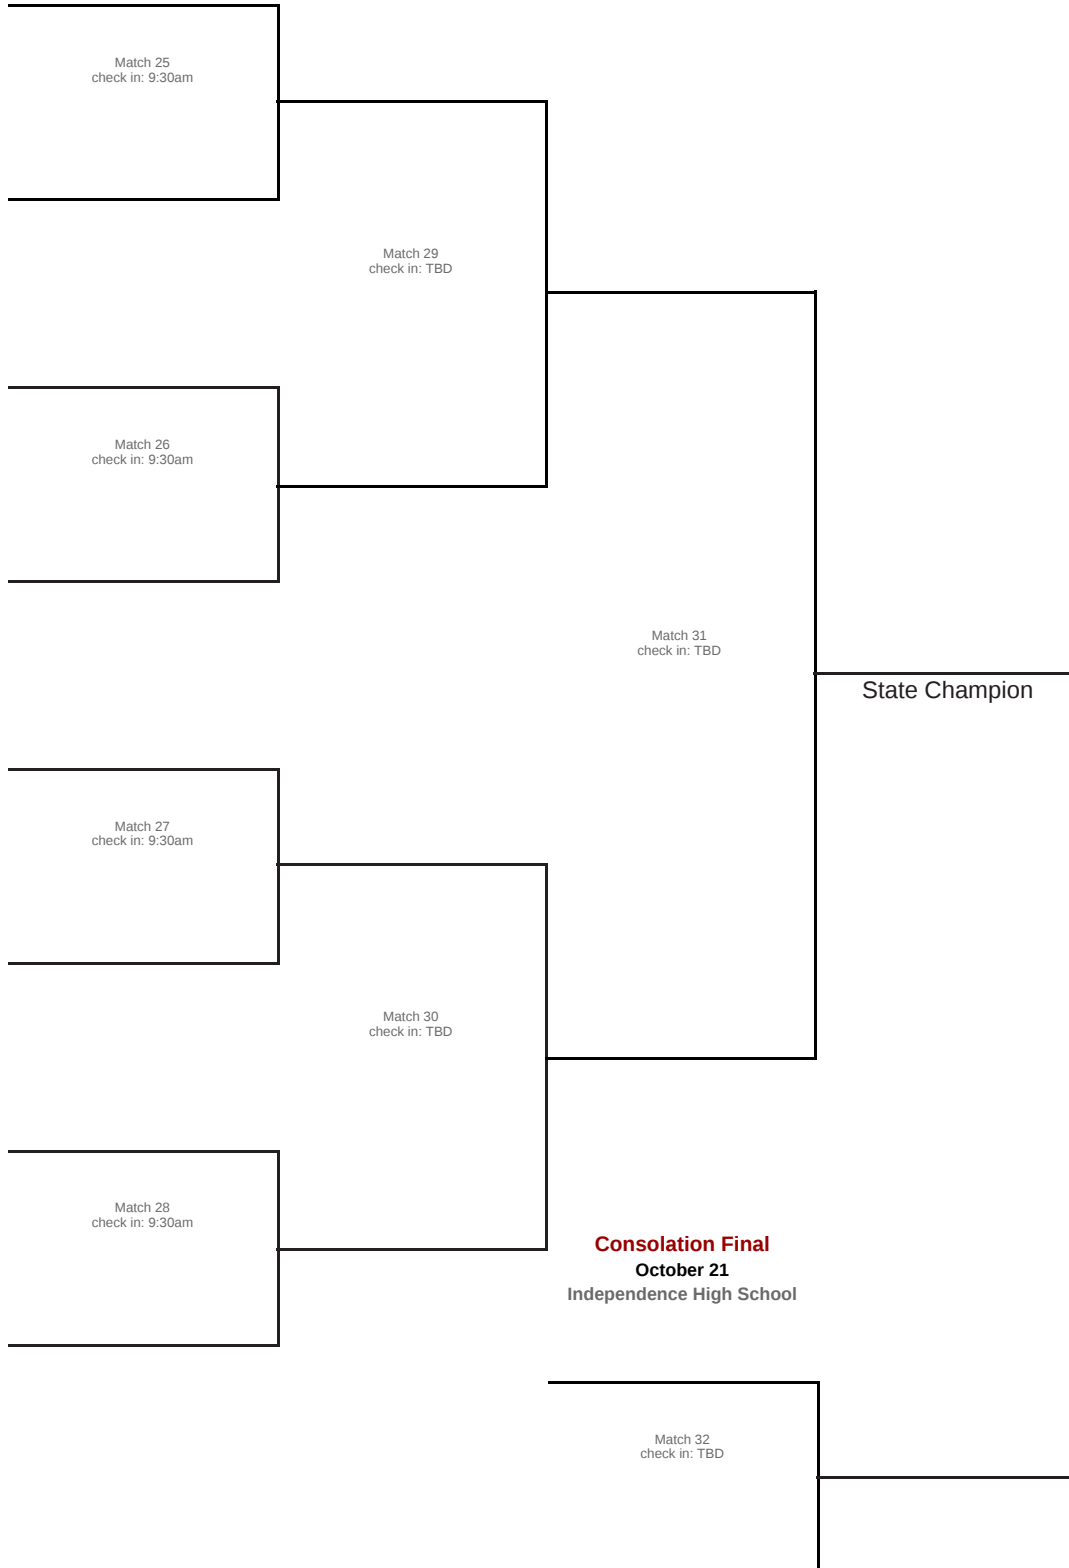 Match 25
check in: 9:30am
Match 29
check in: TBD
Match 26
check in: 9:30am
Match 31
check in: TBD
State Champion
Match 27
check in: 9:30am
Match 30
check in: TBD
Match 28
check in: 9:30am
Consolation Final
October 21
Independence High School
Match 32
check in: TBD